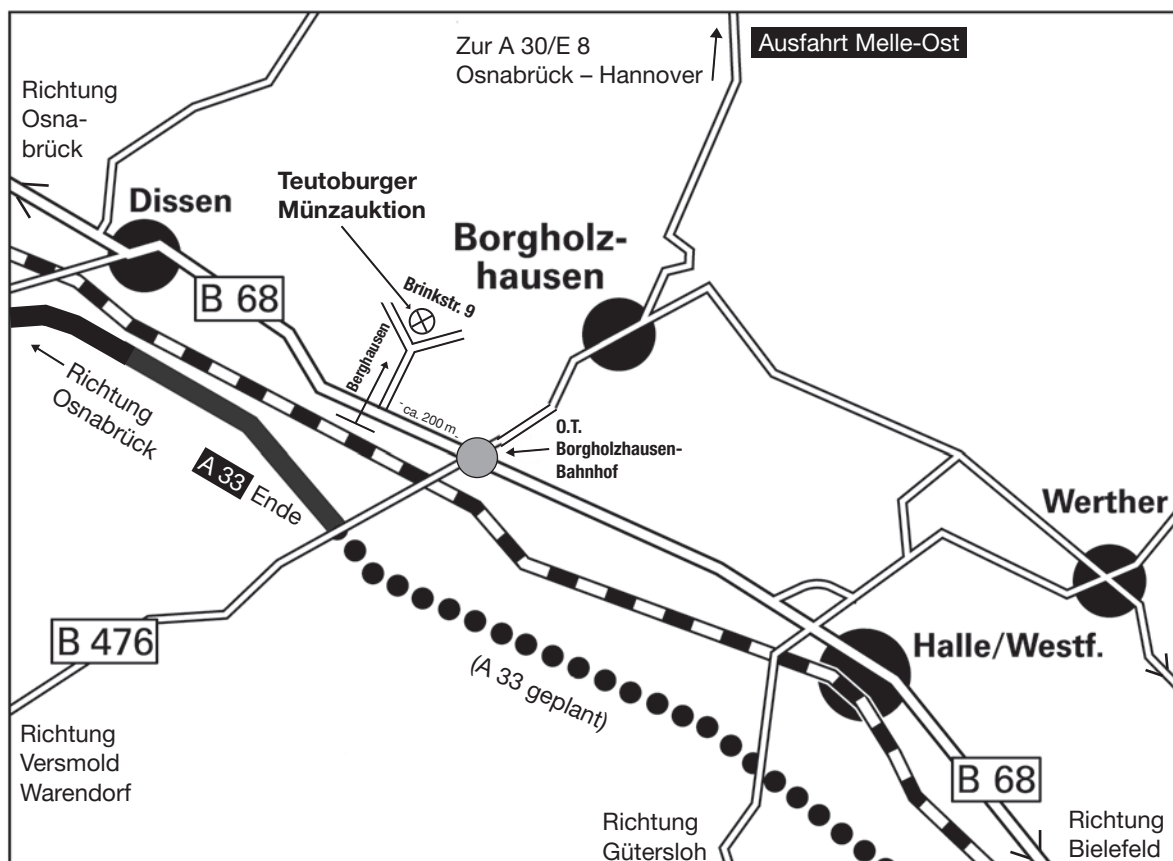 Zur A 30/E 8
Osnabrück – Hannover
Ausfahrt Melle-Ost
Richtung
Osna-
brück
Dissen
Teutoburger
Münzauktion
Borgholz-
hausen
B 68
Brinkstr. 9
Berghausen
ca. 200 m
Richtung
Osnabrück
O.T.
Borgholzhausen-
Bahnhof
A 33 Ende
Werther
B 476
Halle/Westf.
(A 33 geplant)
Richtung
Versmold
Warendorf
B 68
Richtung
Gütersloh
Richtung
Bielefeld